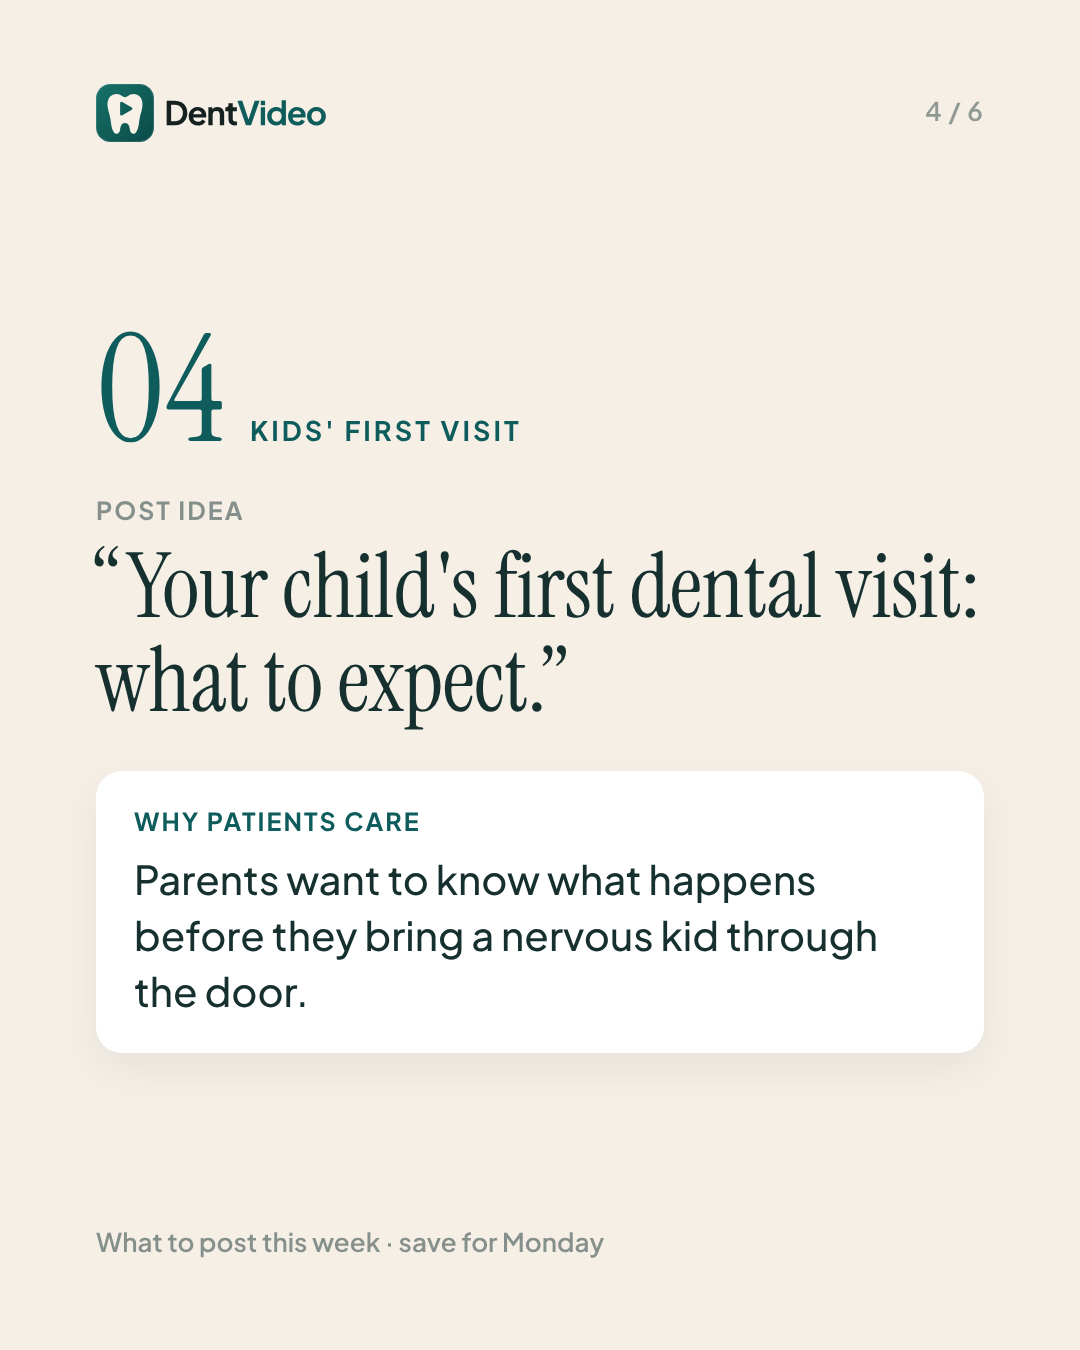 DentVideo
4 / 6
04
KIDS' FIRST VISIT
POST IDEA
“Your child's first dental visit:
what to expect.”
WHY PATIENTS CARE
Parents want to know what happens
before they bring a nervous kid through
the door.
What to post this week · save for Monday